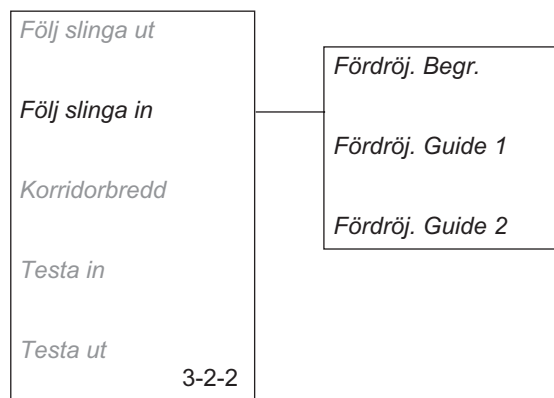 Följ slinga ut
Följ slinga in
Korridorbredd
Testa in
Testa ut
3-2-2
Fördröj. Begr.
Fördröj. Guide 1
Fördröj. Guide 2